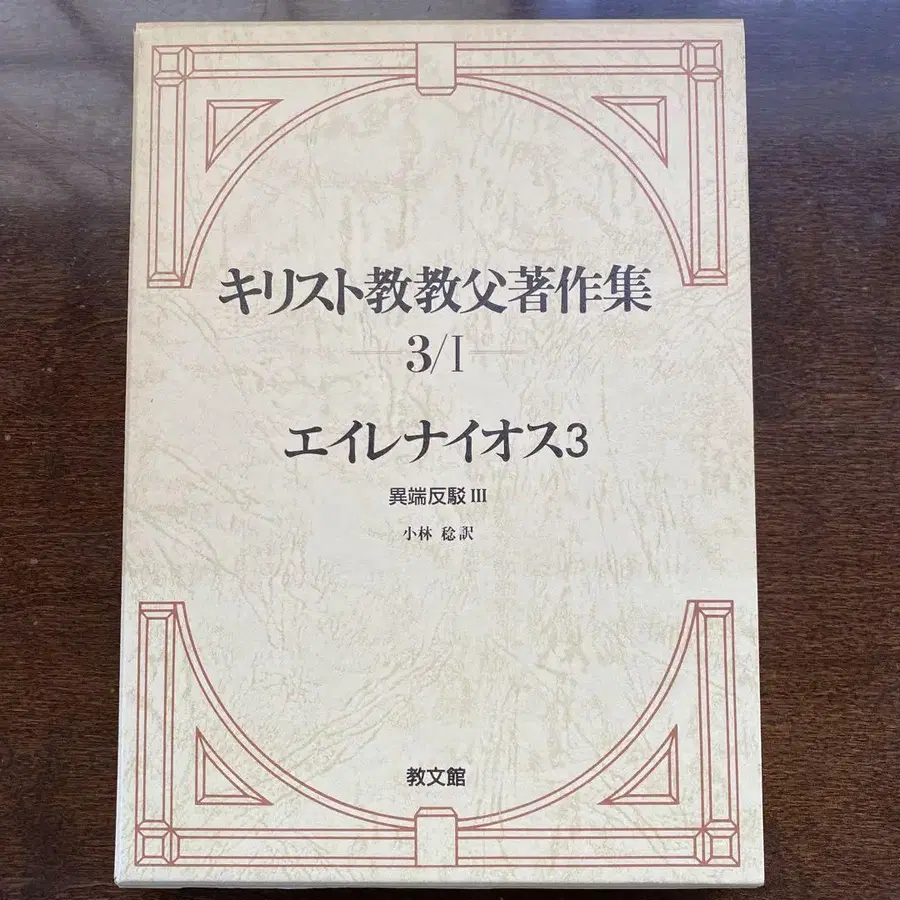 キリスト教教父著作集
3/I
エイレナイオス3
異端反駁 III
小林 稔訳
教文館